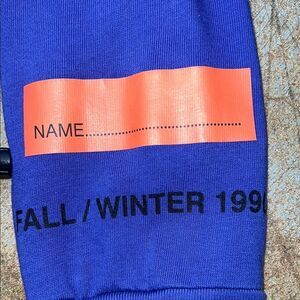 NAME..............................
FALL / WINTER 199